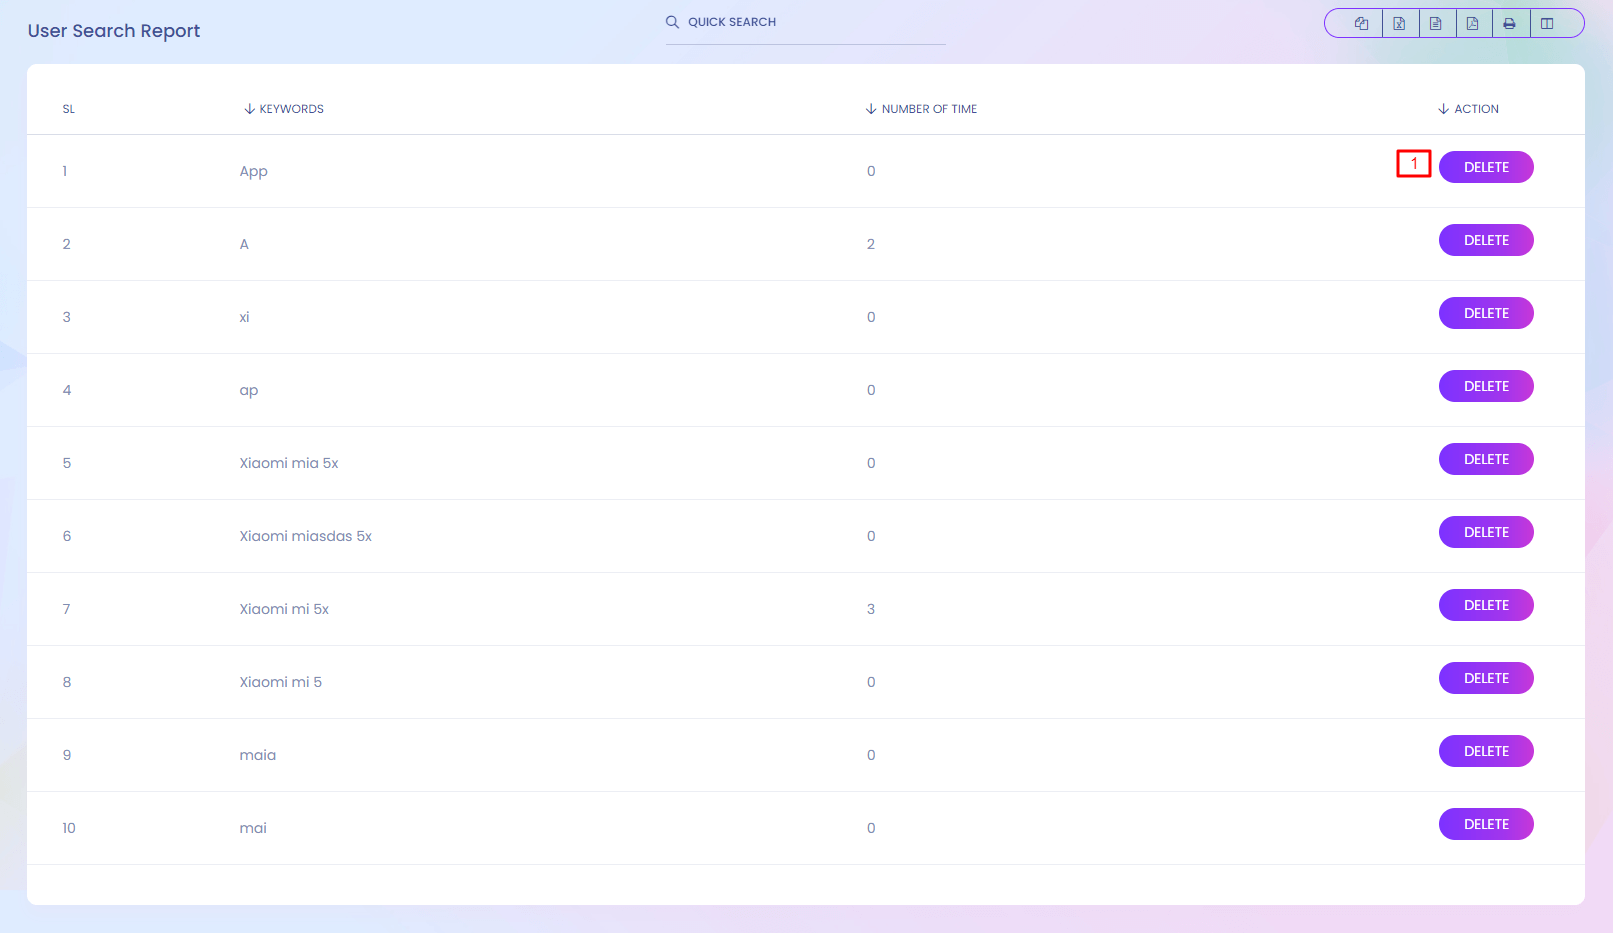 User Search Report
QUICK SEARCH
SL KEYWORDS NUMBER OF TIME ACTION
1 App 0 1 DELETE
2 A 2 DELETE
3 xi 0 DELETE
4 ap 0 DELETE
5 Xiaomi mia 5x 0 DELETE
6 Xiaomi miasdas 5x 0 DELETE
7 Xiaomi mi 5x 3 DELETE
8 Xiaomi mi 5 0 DELETE
9 maia 0 DELETE
10 mai 0 DELETE